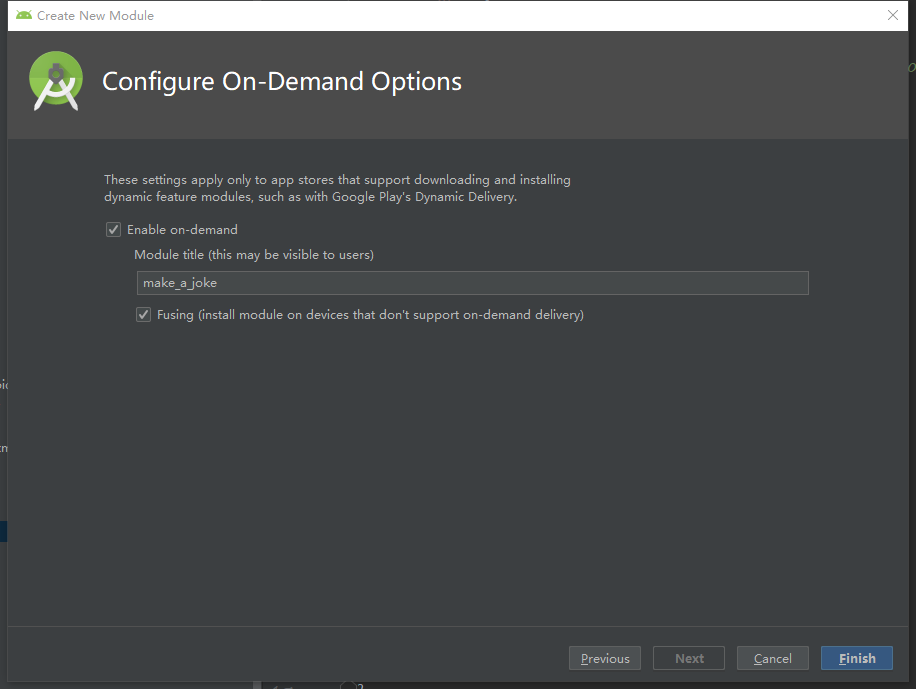 Create New Module
Configure On-Demand Options
These settings apply only to app stores that support downloading and installing
dynamic feature modules, such as with Google Play's Dynamic Delivery.
Enable on-demand
Module title (this may be visible to users)
make_a_joke
Fusing (install module on devices that don't support on-demand delivery)
Previous
Next
Cancel
Finish